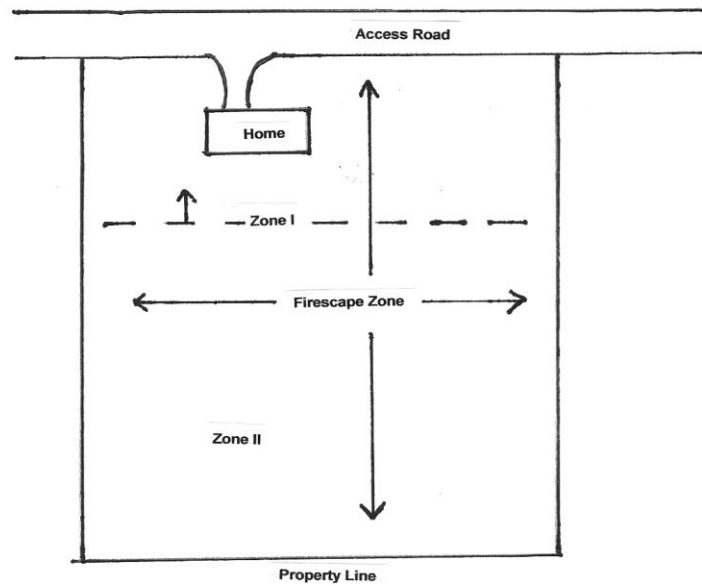 Access Road
Home
Zone I
Firescape Zone
Zone II
Property Line